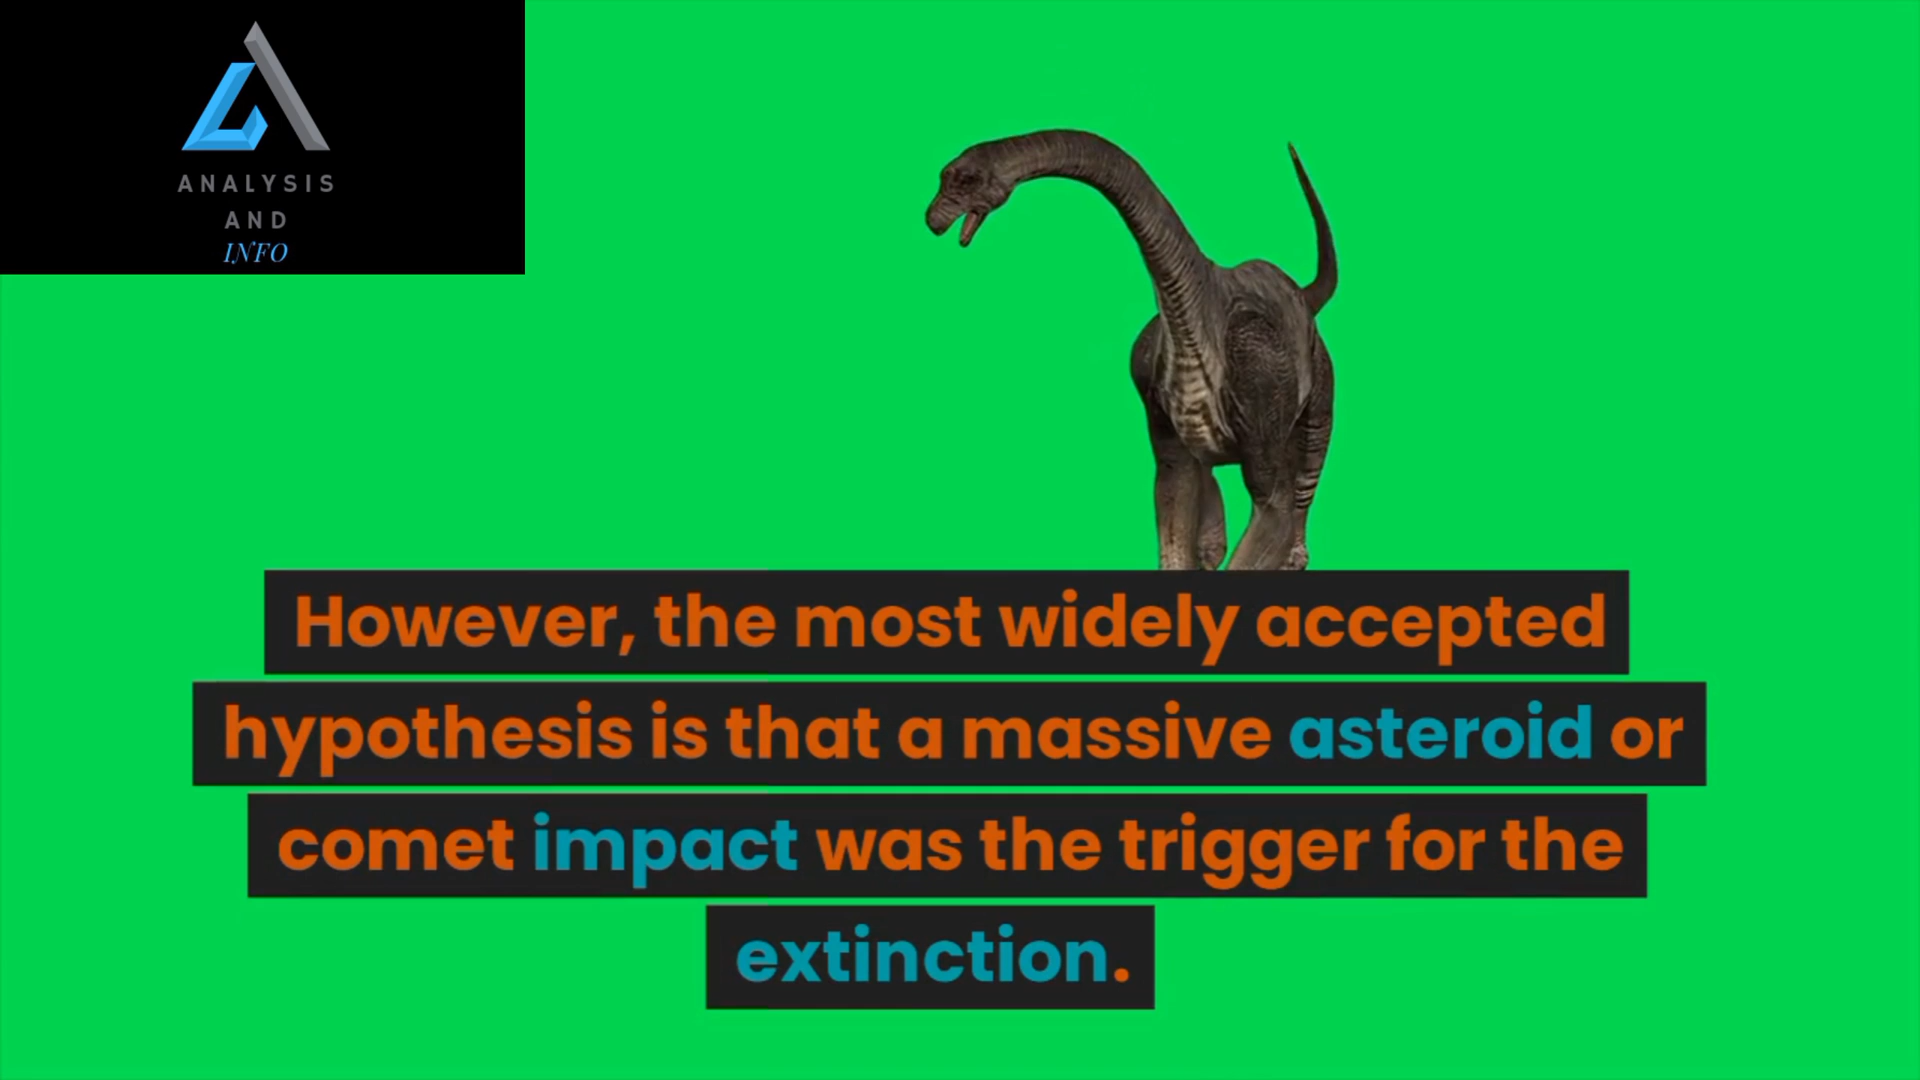 ANALYSIS
AND
INFO
However, the most widely accepted
hypothesis is that a massive asteroid or
comet impact was the trigger for the
extinction.